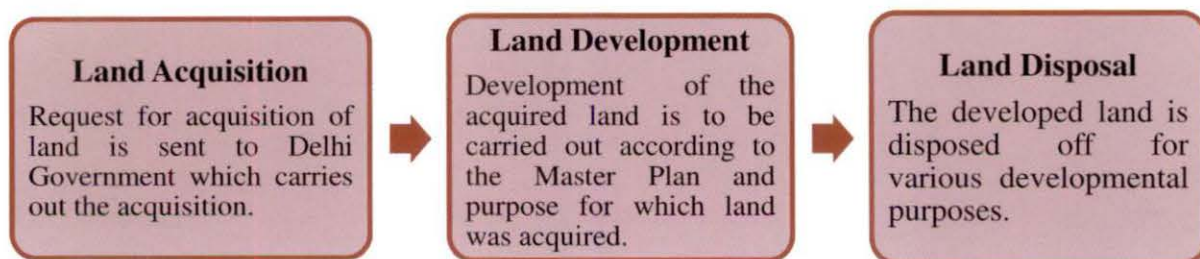 Land Acquisition
Request for acquisition of
land is sent to Delhi
Government which carries
out the acquisition.
Land Development
Development of the
acquired land is to be
carried out according to
the Master Plan and
purpose for which land
was acquired.
Land Disposal
The developed land is
disposed off for
various developmental
purposes.